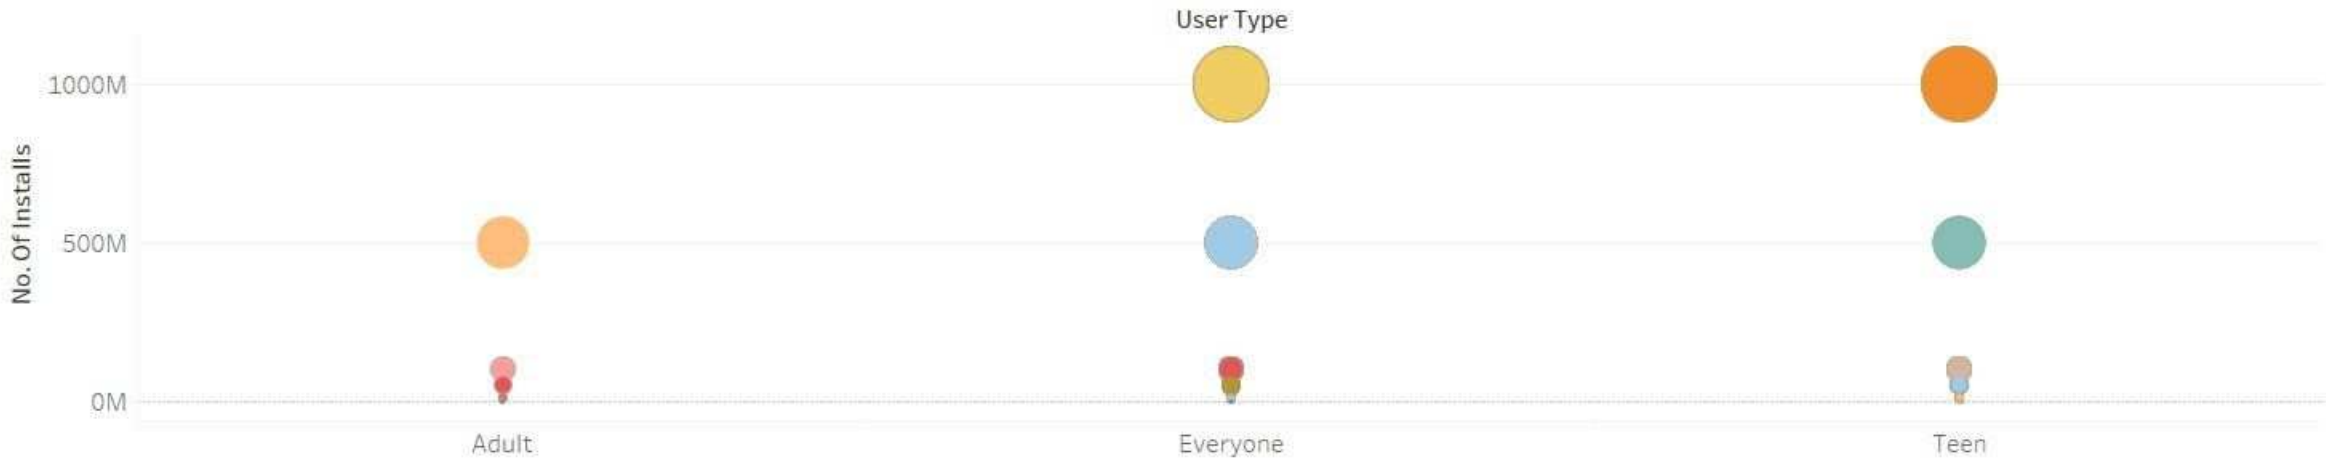 User Type
No. Of Installs
1000M
500M
0M
Adult
Everyone
Teen